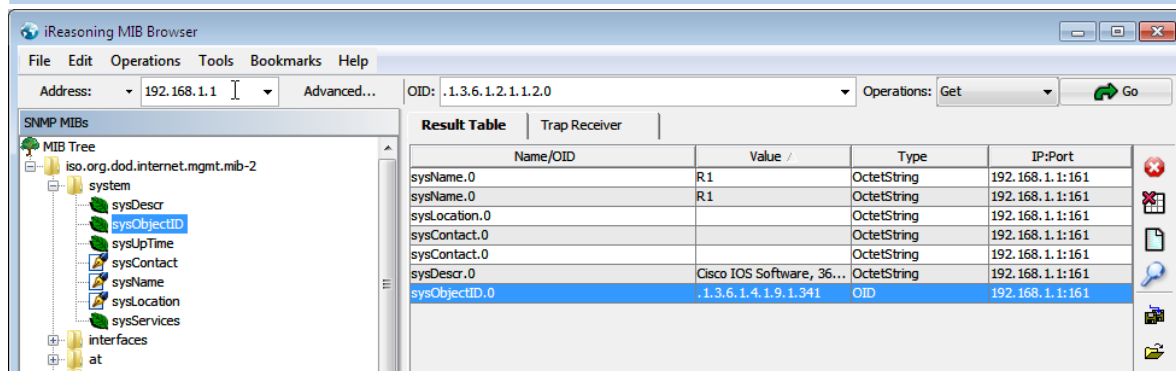 iReasoning MIB Browser
File Edit Operations Tools Bookmarks Help
Address: 192.168.1.1 Advanced... OID: .1.3.6.1.2.1.1.2.0 Operations: Get Go
SNMP MIBs
Result Table Trap Receiver
MIB Tree
iso.org.dod.internet.mgmt.mib-2
system
sysDescr
sysObjectID
sysUpTime
sysContact
sysName
sysLocation
sysServices
interfaces
at
Name/OID Value Type IP:Port
sysName.0 R1 OctetString 192.168.1.1:161
sysName.0 R1 OctetString 192.168.1.1:161
sysLocation.0 OctetString 192.168.1.1:161
sysContact.0 OctetString 192.168.1.1:161
sysContact.0 OctetString 192.168.1.1:161
sysDescr.0 Cisco IOS Software, 36... OctetString 192.168.1.1:161
sysObjectID.0 .1.3.6.1.4.1.9.1.341 OID 192.168.1.1:161